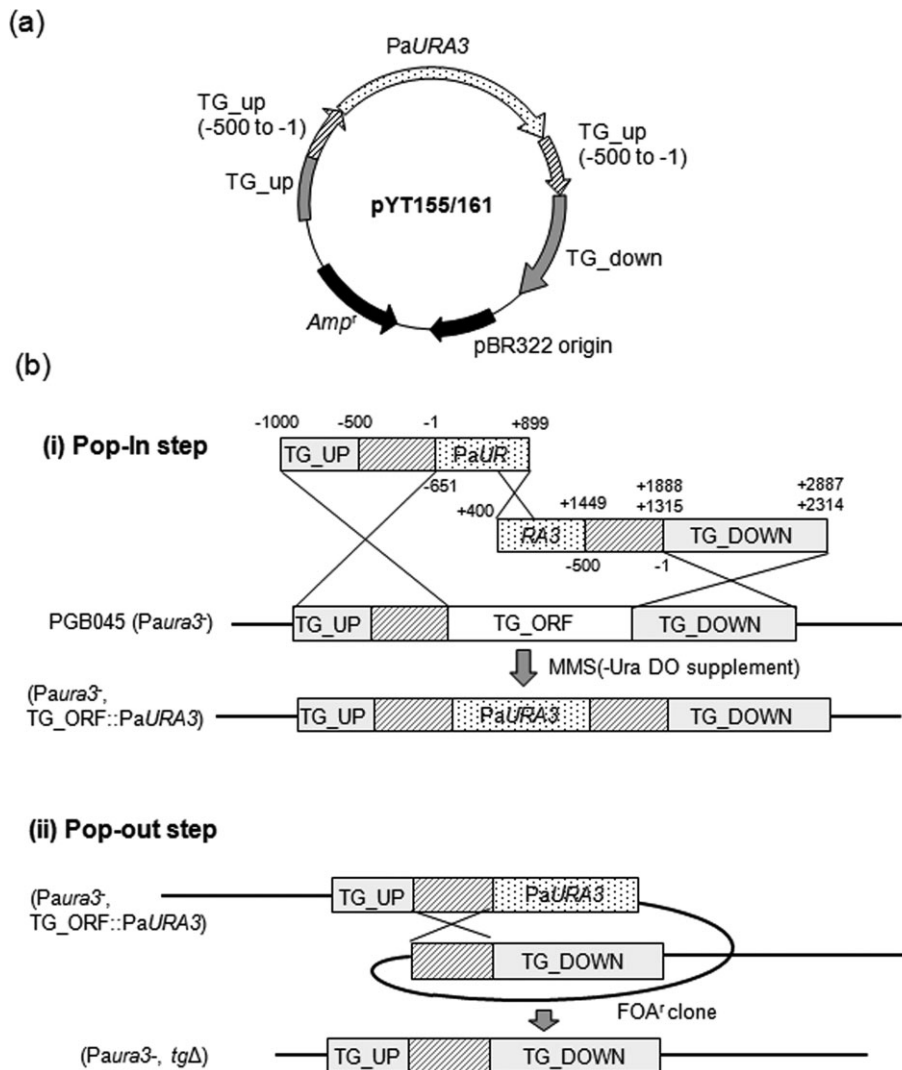 (a)
PaURA3
TG_up
(-500 to -1)
TG_up
(-500 to -1)
TG_up
pYT155/161
TG_down
Ampʳ
pBR322 origin
(b)
(i) Pop-In step
-1000 -500 -1 +899
TG_UP PaUR
-651
+400 +1449 +1888 +2887
+1315 +2314
RA3 TG_DOWN
-500 -1
PGB045 (Paura3⁻) TG_UP TG_ORF TG_DOWN
MMS(-Ura DO supplement)
(Paura3⁻,
TG_ORF::PaURA3)
TG_UP PaURA3 TG_DOWN
(ii) Pop-out step
(Paura3⁻,
TG_ORF::PaURA3)
TG_UP PaURA3
TG_DOWN
FOAʳ clone
(Paura3-, tgΔ) TG_UP TG_DOWN